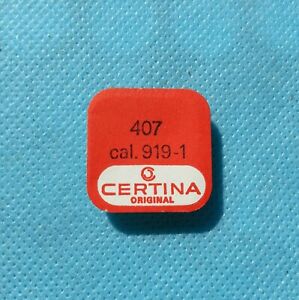 407
cal. 919-1
CERTINA
ORIGINAL